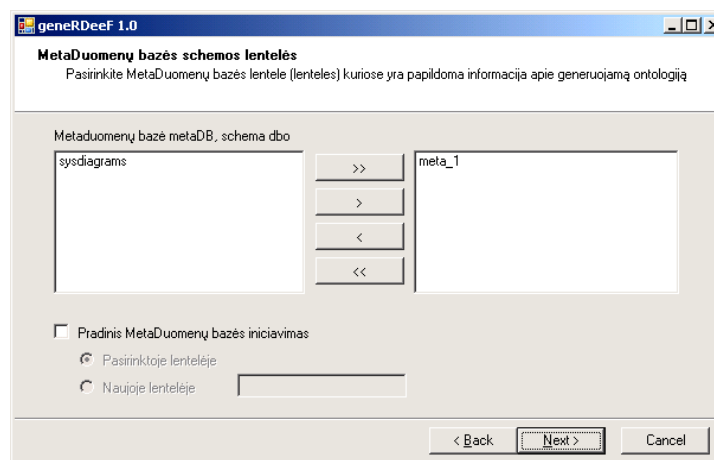 geneRDeeF 1.0
MetaDuomenų bazės schemos lentelės
Pasirinkite MetaDuomenų bazės lentele (lenteles) kuriose yra papildoma informacija apie generuojamą ontologiją
Metaduomenų bazė metaDB, schema dbo
sysdiagrams
>>
meta_1
>
<
<<
Pradinis MetaDuomenų bazės iniciavimas
Pasirinktoje lentelėje
Naujoje lentelėje
< Back
Next >
Cancel